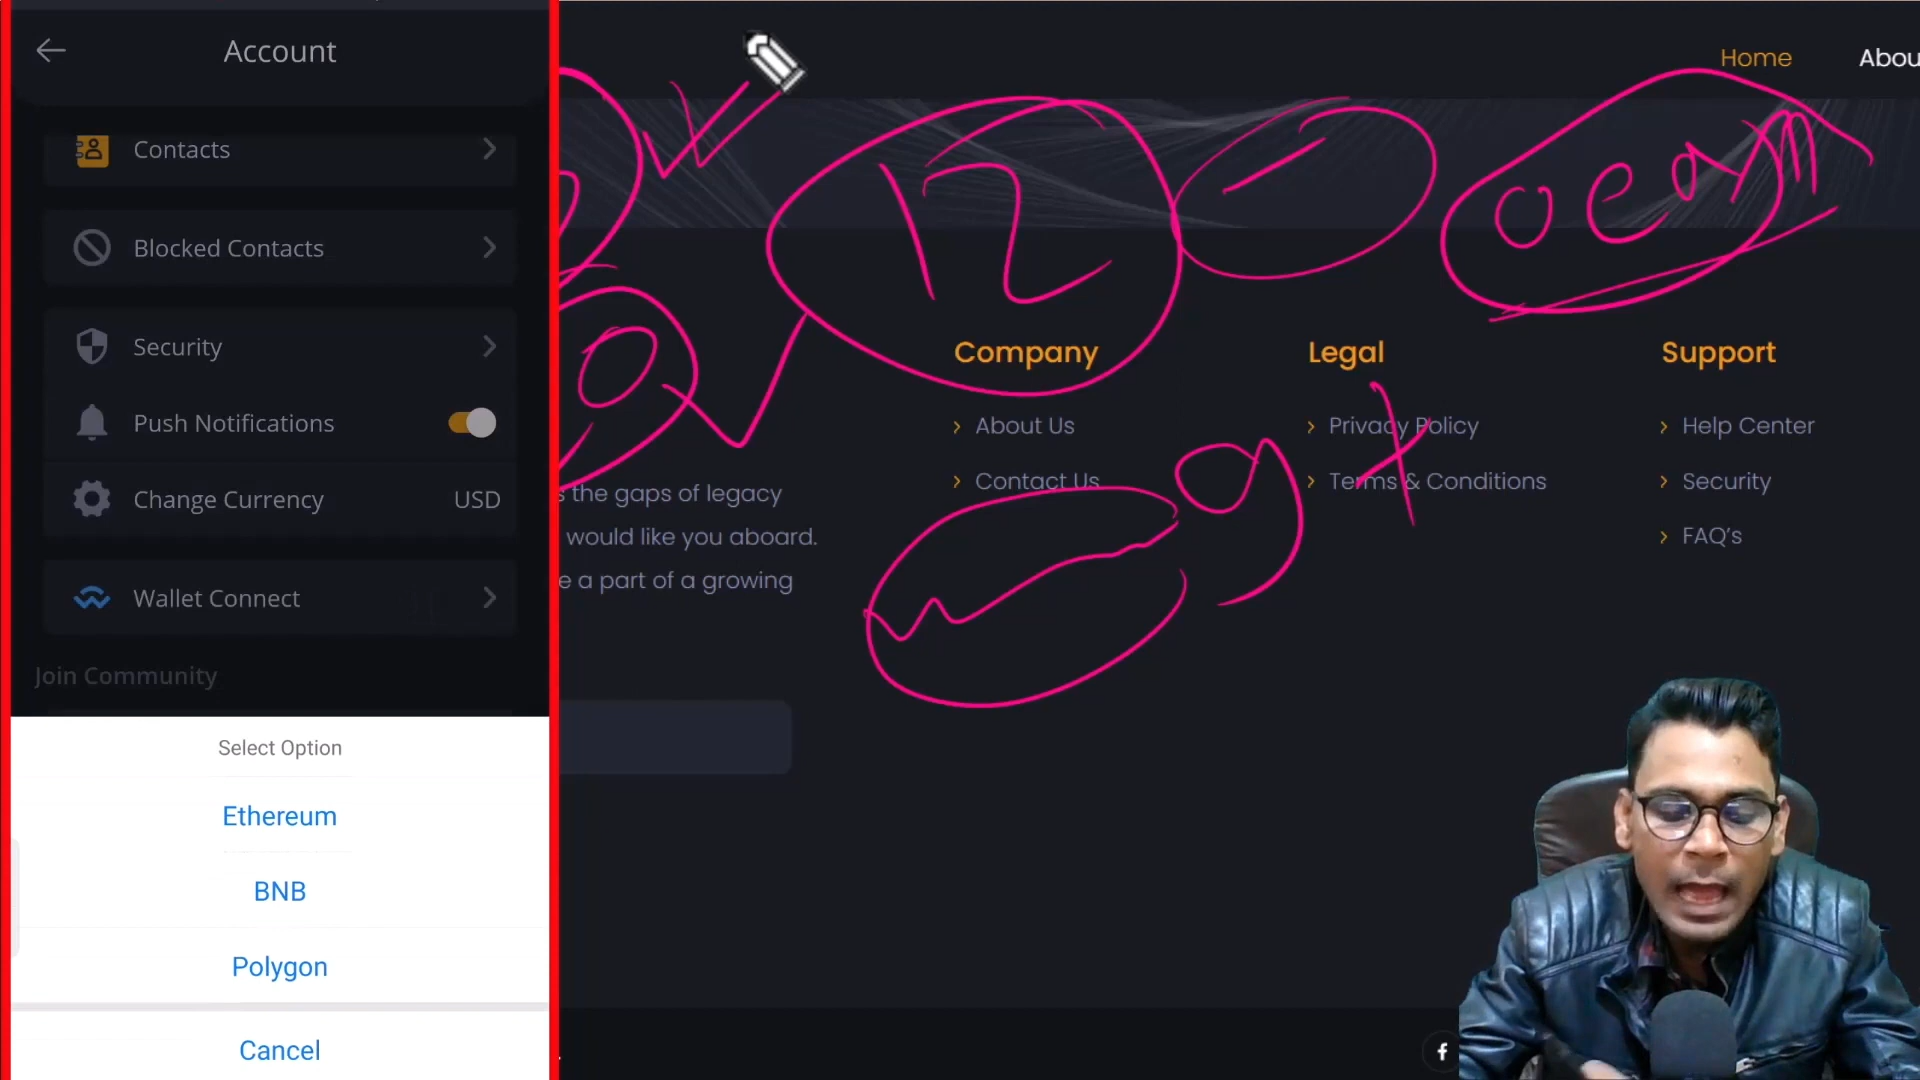 Account
Contacts
Blocked Contacts
Security
Push Notifications
Change Currency USD
Wallet Connect
Join Community
Select Option
Ethereum
BNB
Polygon
Cancel
Home Abou
12
Company
About Us
Contact Us
Legal
Privacy Policy
Terms & Conditions
Support
Help Center
Security
FAQ's
the gaps of legacy
would like you aboard.
e a part of a growing